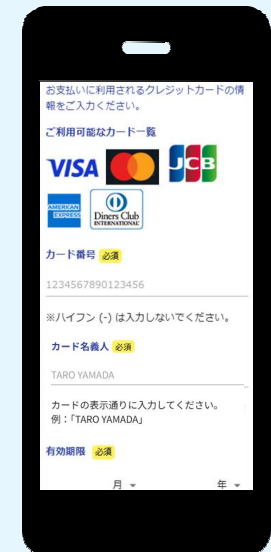 お支払いに利用されるクレジットカードの情
報をご入力ください。
ご利用可能なカード一覧
VISA
JCB
AMERICAN
EXPRESS
Diners Club
INTERNATIONAL
カード番号 必須
1234567890123456
※ハイフン (-) は入力しないでください。
カード名義人 必須
TARO YAMADA
カードの表示通りに入力してください。
例：「TARO YAMADA」
有効期限 必須
月 年